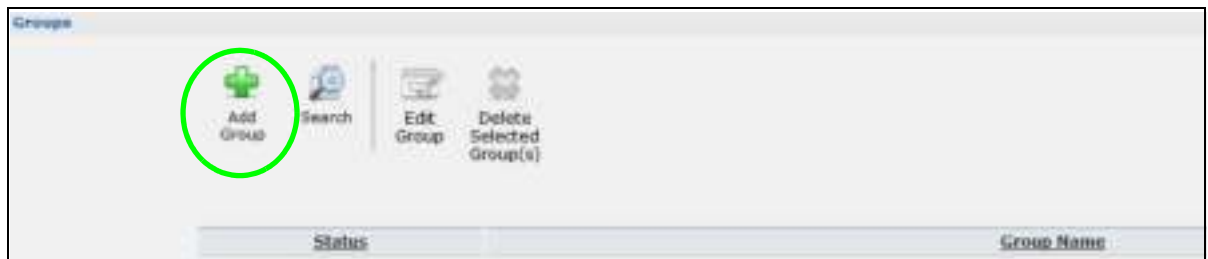 Groups
Add Group
Search
Edit Group
Delete Selected Group(s)
Status Group Name